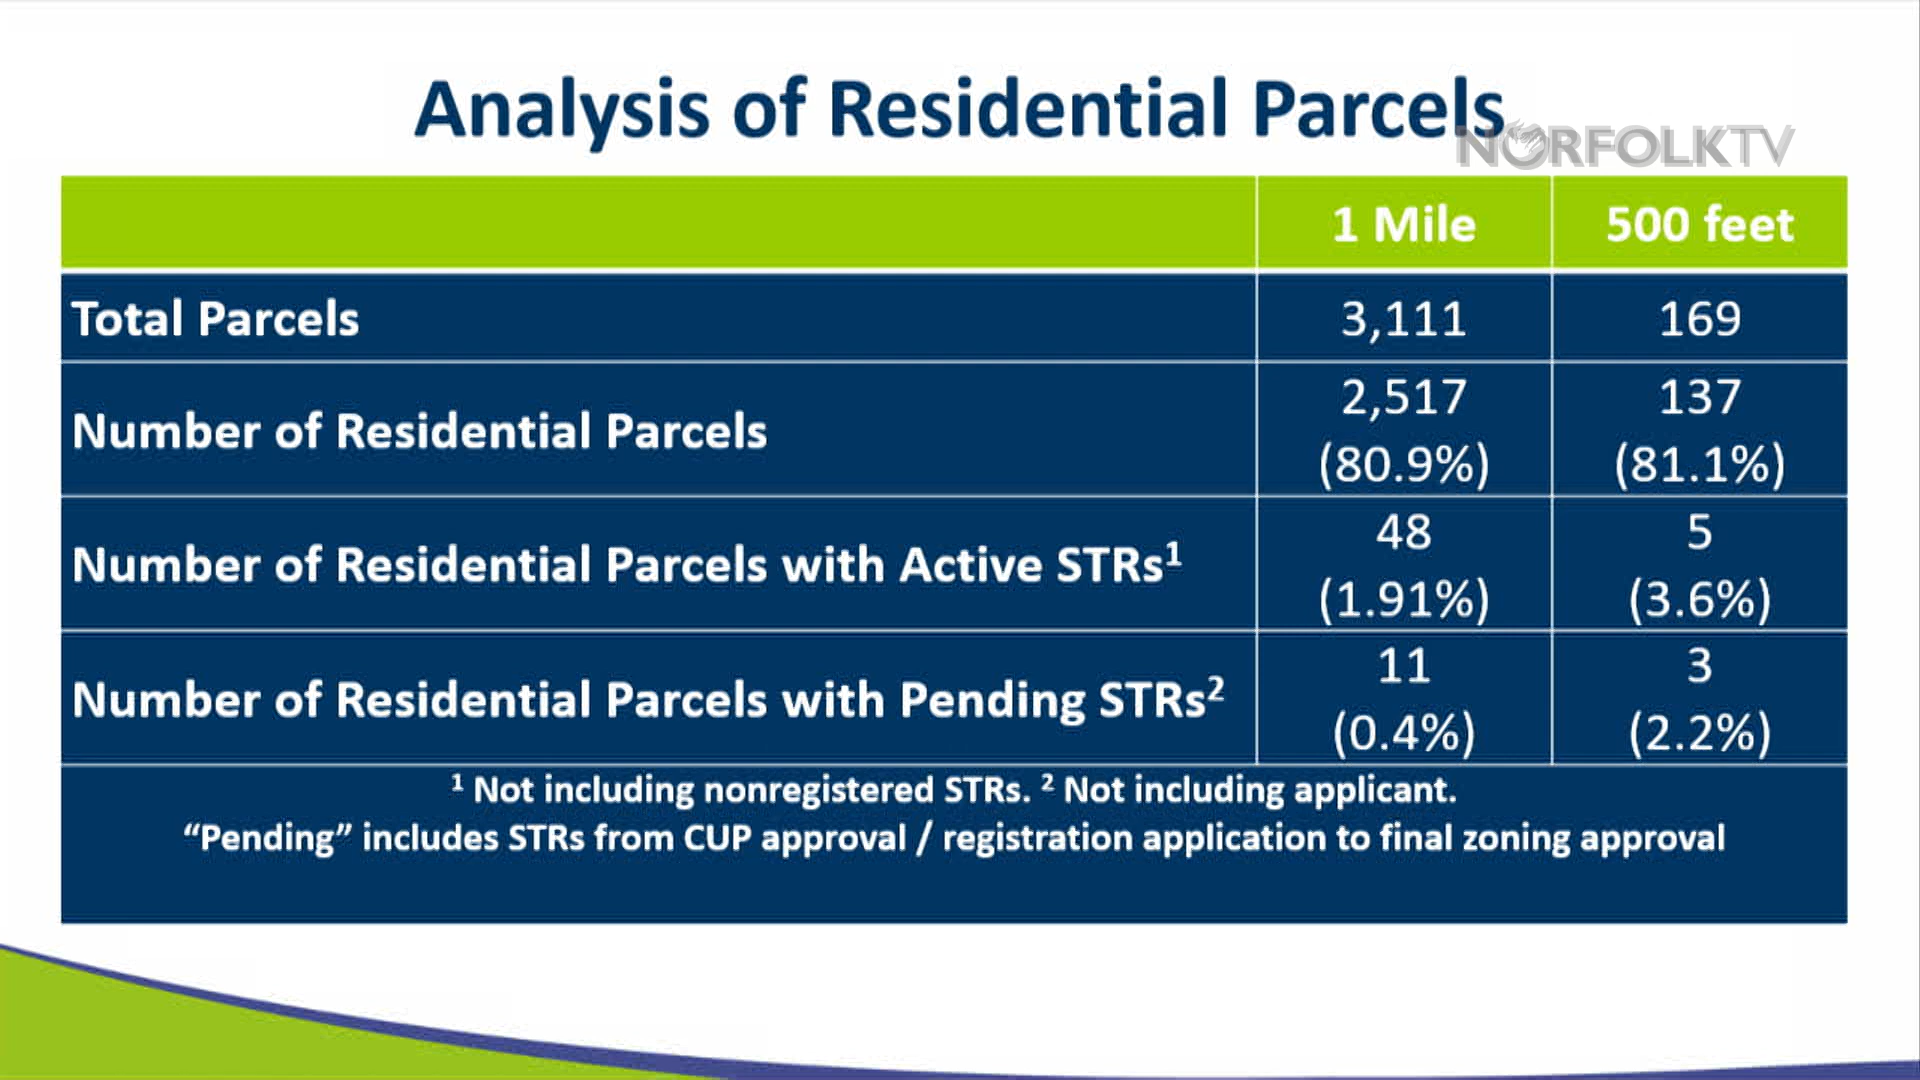 Analysis of Residential Parcels
NORFOLKTV
1 Mile 500 feet
Total Parcels 3,111 169
Number of Residential Parcels 2,517 (80.9%) 137 (81.1%)
Number of Residential Parcels with Active STRs¹ 48 (1.91%) 5 (3.6%)
Number of Residential Parcels with Pending STRs² 11 (0.4%) 3 (2.2%)
¹ Not including nonregistered STRs. ² Not including applicant.
“Pending” includes STRs from CUP approval / registration application to final zoning approval